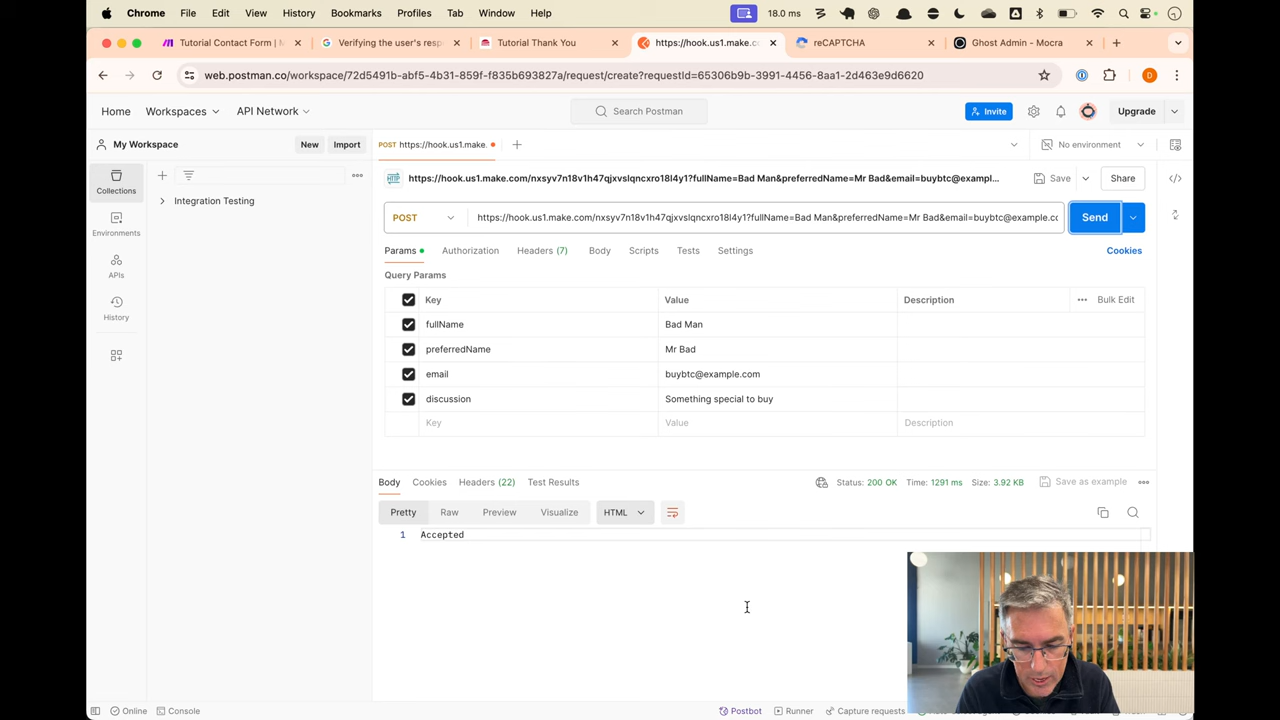 Chrome File Edit View History Bookmarks Profiles Tab Window Help 18.0 ms
Tutorial Contact Form | Verifying the user's resp Tutorial Thank You https://hook.us1.make.co reCAPTCHA Ghost Admin - Mocra
web.postman.co/workspace/72d5491b-abf5-4b31-859f-f835b693827a/request/create?requestId=65306b9b-3991-4456-8aa1-2d463e9d6620 D
Home Workspaces API Network Search Postman Invite Upgrade
My Workspace New Import POST https://hook.us1.make. No environment
Collections
Integration Testing
Environments
APIs
History
https://hook.us1.make.com/nxsyv7n18v1h47qjxvslqncxro18l4y1?fullName=Bad Man&preferredName=Mr Bad&email=buybtc@exampl... Save Share
POST https://hook.us1.make.com/nxsyv7n18v1h47qjxvslqncxro18l4y1?fullName=Bad Man&preferredName=Mr Bad&email=buybtc@example.cc Send
Params Authorization Headers (7) Body Scripts Tests Settings Cookies
Query Params
Key Value Description Bulk Edit
fullName Bad Man
preferredName Mr Bad
email buybtc@example.com
discussion Something special to buy
Key Value Description
Body Cookies Headers (22) Test Results Status: 200 OK Time: 1291 ms Size: 3.92 KB Save as example
Pretty Raw Preview Visualize HTML
1 Accepted
Online Console Postbot Runner Capture requests